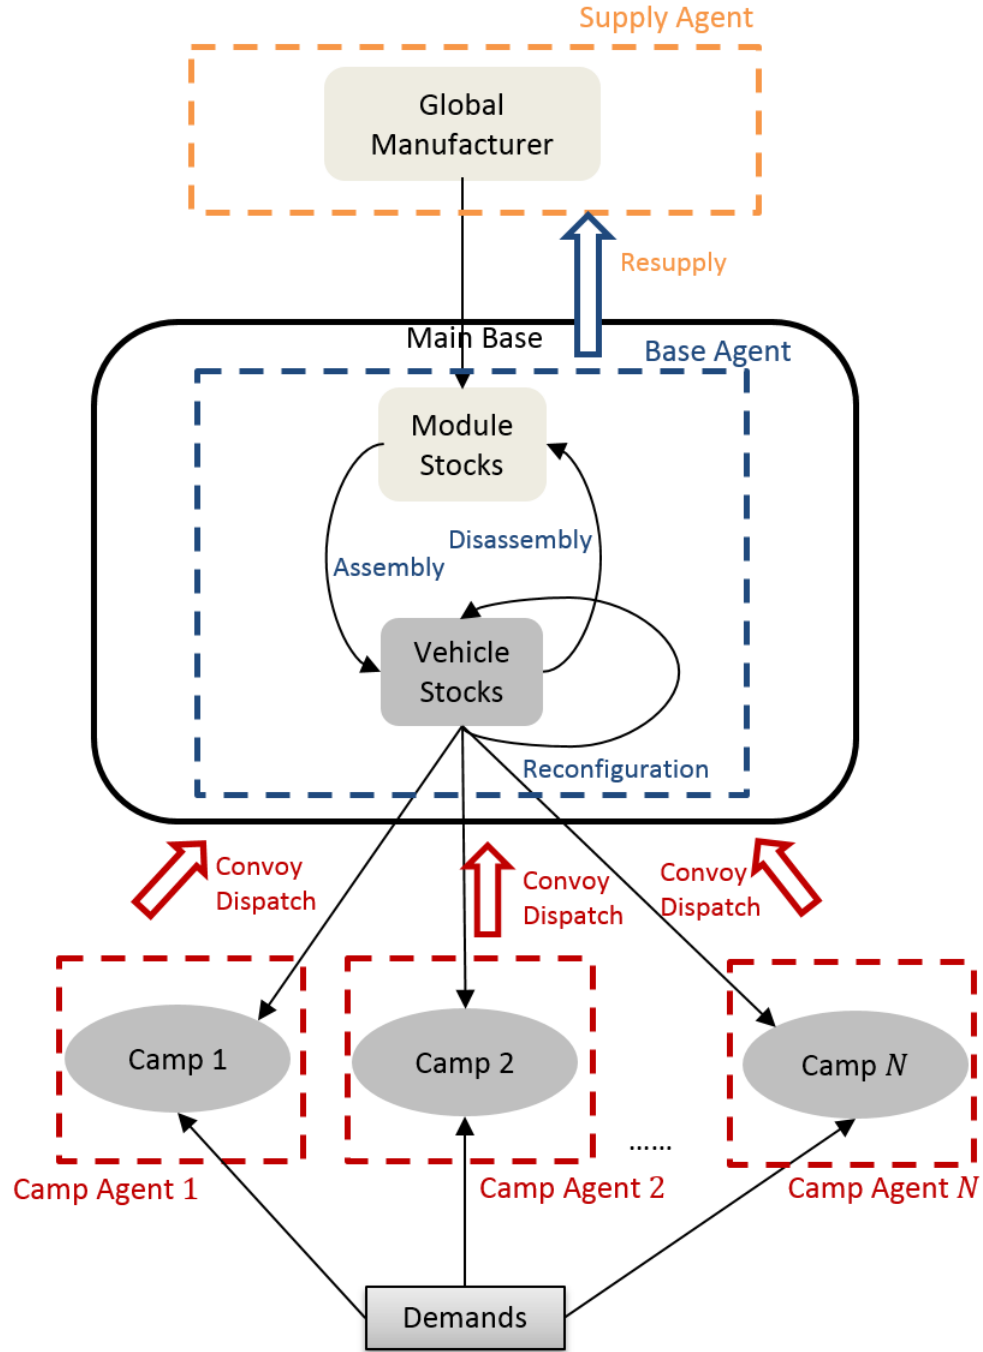 Supply Agent
Global
Manufacturer
Resupply
Main Base
Base Agent
Module
Stocks
Disassembly
Assembly
Vehicle
Stocks
Reconfiguration
Convoy
Dispatch
Convoy
Dispatch
Convoy
Dispatch
Camp 1
Camp 2
Camp N
......
Camp Agent 1
Camp Agent 2
Camp Agent N
Demands